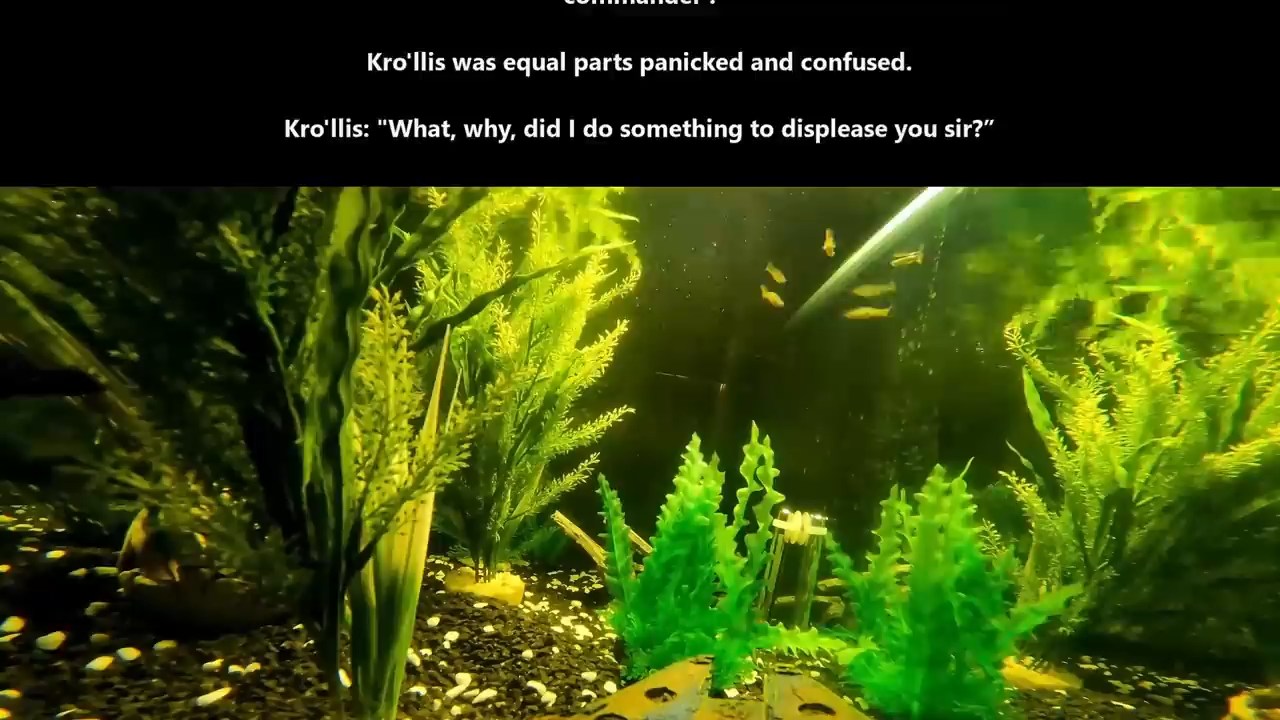 commander".
Kro'llis was equal parts panicked and confused.
Kro'llis: "What, why, did I do something to displease you sir?”